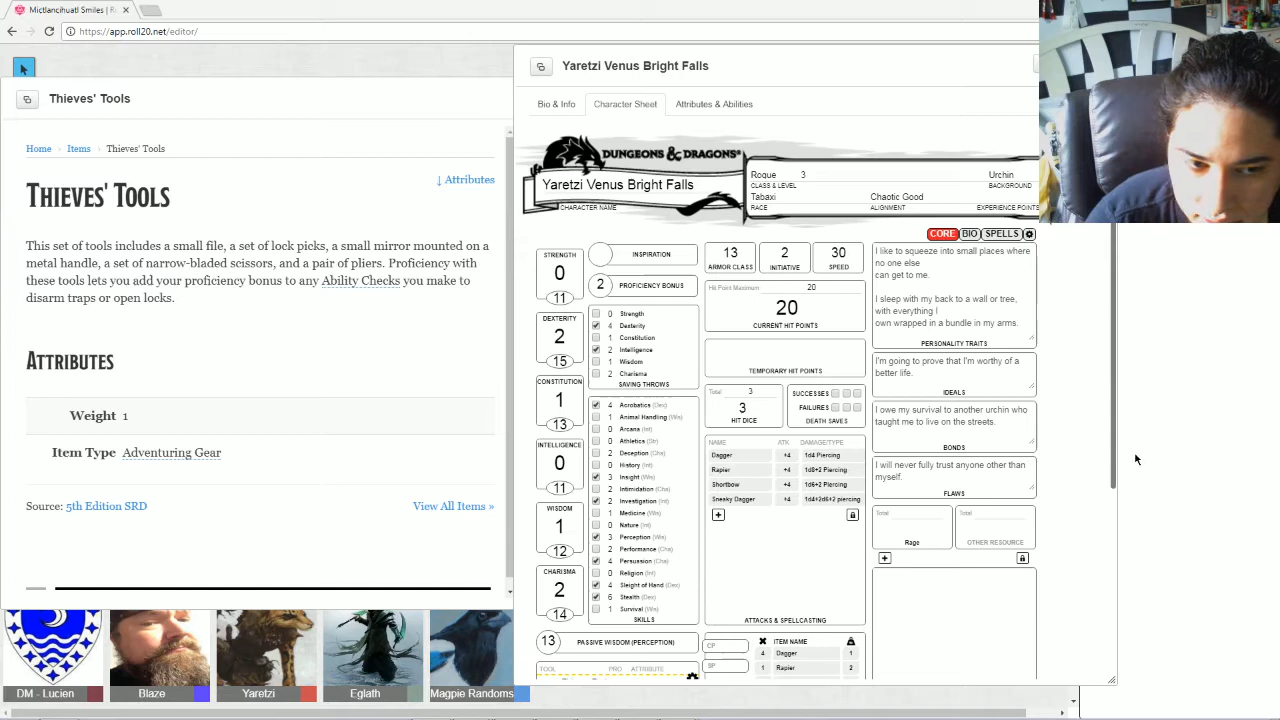 Mictlancihuatl Smiles | Ro
https://app.roll20.net/editor/
Thieves' Tools
Home › Items › Thieves' Tools
↓ Attributes
THIEVES' TOOLS
This set of tools includes a small file, a set of lock picks, a small mirror mounted on
a metal handle, a set of narrow-bladed scissors, and a pair of pliers. Proficiency with
these tools lets you add your proficiency bonus to any Ability Checks you make to
disarm traps or open locks.
ATTRIBUTES
Weight 1
Item Type Adventuring Gear
Source: 5th Edition SRD
View All Items »
DM - Lucien
Blaze
Yaretzi
Eglath
Magpie Randoms
Yaretzi Venus Bright Falls
Bio & Info
Character Sheet
Attributes & Abilities
DUNGEONS & DRAGONS®
Yaretzi Venus Bright Falls
CHARACTER NAME
Rogue 3 Urchin
CLASS & LEVEL BACKGROUND
Tabaxi Chaotic Good
RACE ALIGNMENT EXPERIENCE POINTS
CORE BIO SPELLS
STRENGTH
0
11
DEXTERITY
2
15
CONSTITUTION
1
13
INTELLIGENCE
0
11
WISDOM
1
12
CHARISMA
2
14
INSPIRATION
2 PROFICIENCY BONUS
0 Strength
4 Dexterity
1 Constitution
2 Intelligence
1 Wisdom
2 Charisma
SAVING THROWS
4 Acrobatics (Dex)
1 Animal Handling (Wis)
0 Arcana (Int)
0 Athletics (Str)
2 Deception (Cha)
0 History (Int)
3 Insight (Wis)
2 Intimidation (Cha)
2 Investigation (Int)
1 Medicine (Wis)
0 Nature (Int)
3 Perception (Wis)
2 Performance (Cha)
4 Persuasion (Cha)
0 Religion (Int)
4 Sleight of Hand (Dex)
6 Stealth (Dex)
1 Survival (Wis)
SKILLS
13 PASSIVE WISDOM (PERCEPTION)
TOOL PRO ATTRIBUTE
13
ARMOR CLASS
2
INITIATIVE
30
SPEED
Hit Point Maximum 20
20
CURRENT HIT POINTS
TEMPORARY HIT POINTS
Total 3
3
HIT DICE
SUCCESSES
FAILURES
DEATH SAVES
NAME ATK DAMAGE/TYPE
Dagger +4 1d4 Piercing
Rapier +4 1d8+2 Piercing
Shortbow +4 1d6+2 Piercing
Sneaky Dagger +4 1d4+2d6+2 piercing
+
ATTACKS & SPELLCASTING
CP
SP
ITEM NAME
4 Dagger 1
1 Rapier 2
I like to squeeze into small places where
no one else
can get to me.
I sleep with my back to a wall or tree,
with everything I
own wrapped in a bundle in my arms.
PERSONALITY TRAITS
I'm going to prove that I'm worthy of a
better life.
IDEALS
I owe my survival to another urchin who
taught me to live on the streets.
BONDS
I will never fully trust anyone other than
myself.
FLAWS
Total
Rage
Total
OTHER RESOURCE
+